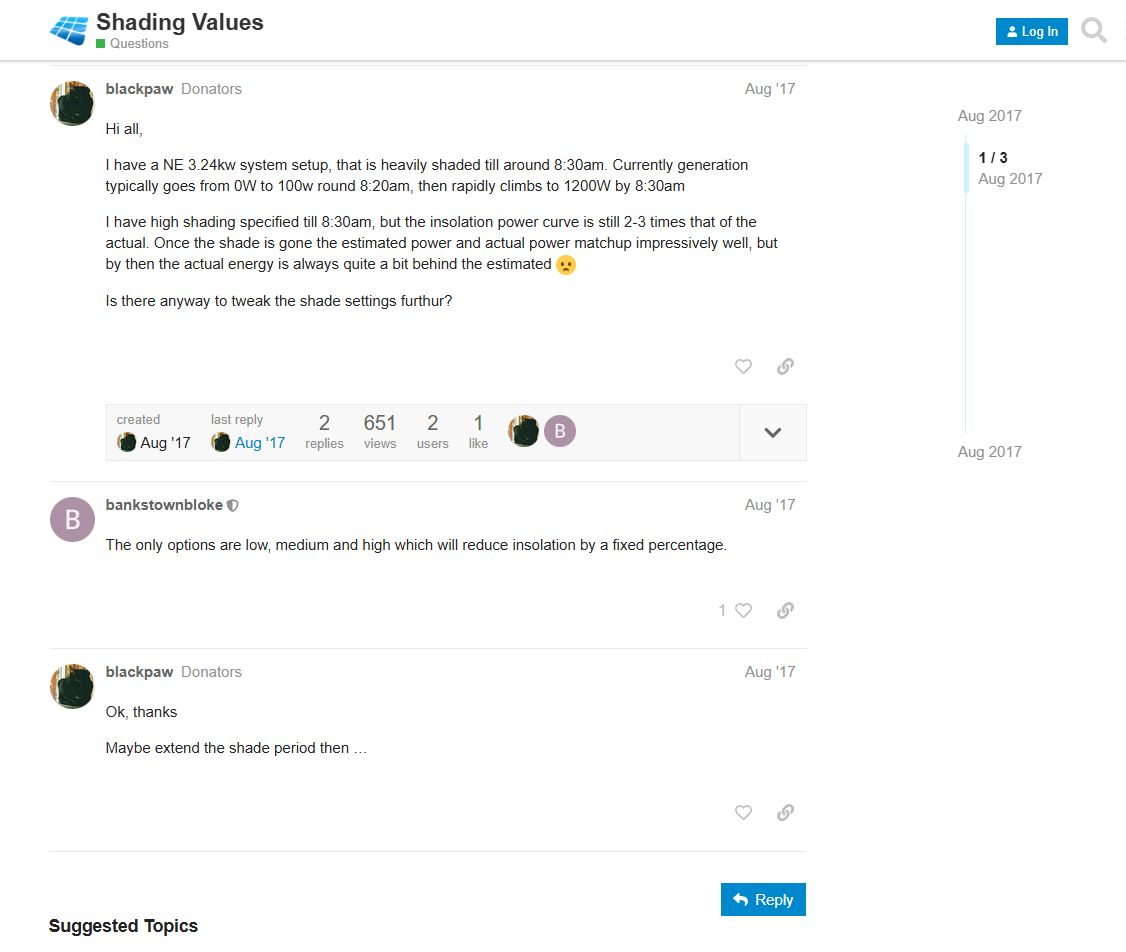 Shading Values
Questions
Log In
blackpaw Donators Aug '17
Hi all,
I have a NE 3.24kw system setup, that is heavily shaded till around 8:30am. Currently generation
typically goes from 0W to 100w round 8:20am, then rapidly climbs to 1200W by 8:30am
I have high shading specified till 8:30am, but the insolation power curve is still 2-3 times that of the
actual. Once the shade is gone the estimated power and actual power matchup impressively well, but
by then the actual energy is always quite a bit behind the estimated
Is there anyway to tweak the shade settings furthur?
created
Aug '17
last reply
Aug '17
2
replies
651
views
2
users
1
like
B
B
bankstownbloke Aug '17
The only options are low, medium and high which will reduce insolation by a fixed percentage.
1
blackpaw Donators Aug '17
Ok, thanks
Maybe extend the shade period then …
Reply
Suggested Topics
Aug 2017
1 / 3
Aug 2017
Aug 2017